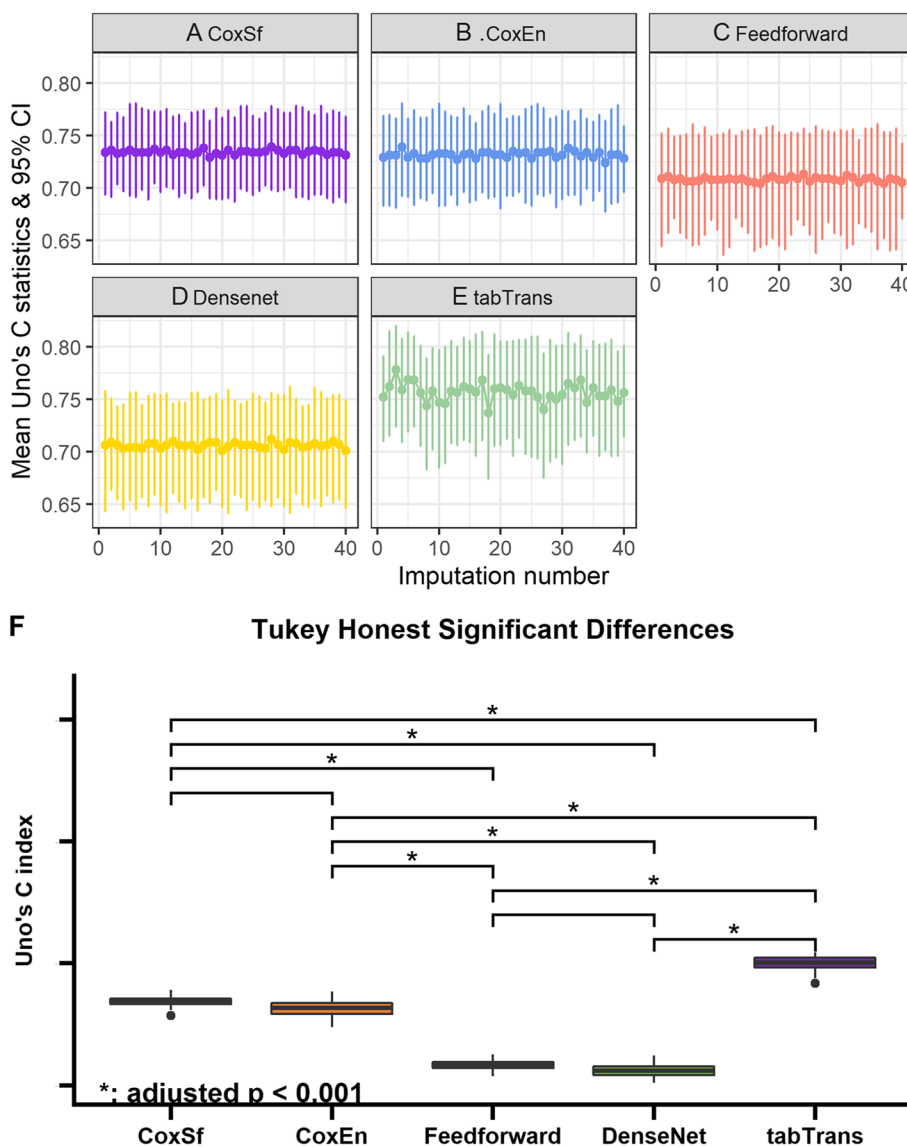 A CoxSf
B .CoxEn
C Feedforward
Mean Uno's C statistics & 95% CI
0.80
0.75
0.70
0.65
0 10 20 30 40
D Densenet
E tabTrans
0.80
0.75
0.70
0.65
0 10 20 30 40
0 10 20 30 40
Imputation number
F
Tukey Honest Significant Differences
Uno's C index
*
*
*
*
*
*
*
*
*: adjusted p < 0.001
CoxSf CoxEn Feedforward DenseNet tabTrans